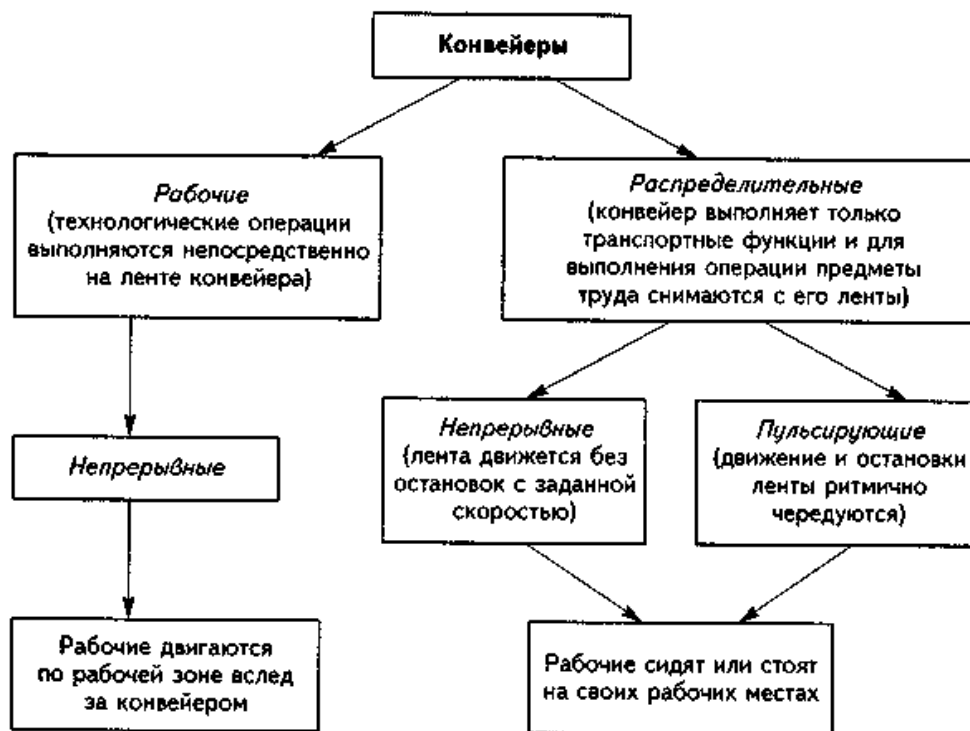 Конвейеры
Рабочие
(технологические операции
выполняются непосредственно
на ленте конвейера)
Распределительные
(конвейер выполняет только
транспортные функции и для
выполнения операции предметы
труда снимаются с его ленты)
Непрерывные
Непрерывные
(лента движется без
остановок с заданной
скоростью)
Пульсирующие
(движение и остановки
ленты ритмично
чередуются)
Рабочие двигаются
по рабочей зоне вслед
за конвейером
Рабочие сидят или стоят
на своих рабочих местах